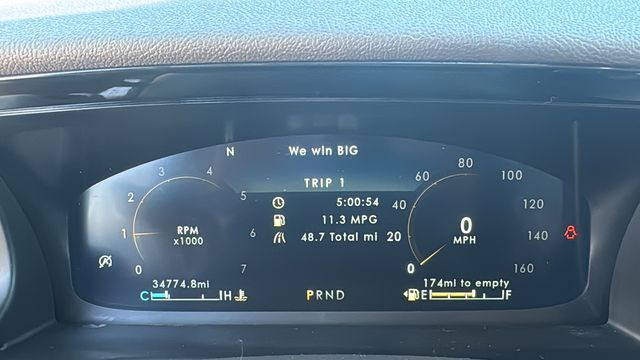 N We win BIG
TRIP 1
5:00:54
11.3 MPG
48.7 Total mi
0 1 2 3 4 5 6 7
RPM
x1000
0 20 40 60 80 100 120 140 160
0
MPH
34774.8mi
C H
PRND
174mi to empty
E F
A